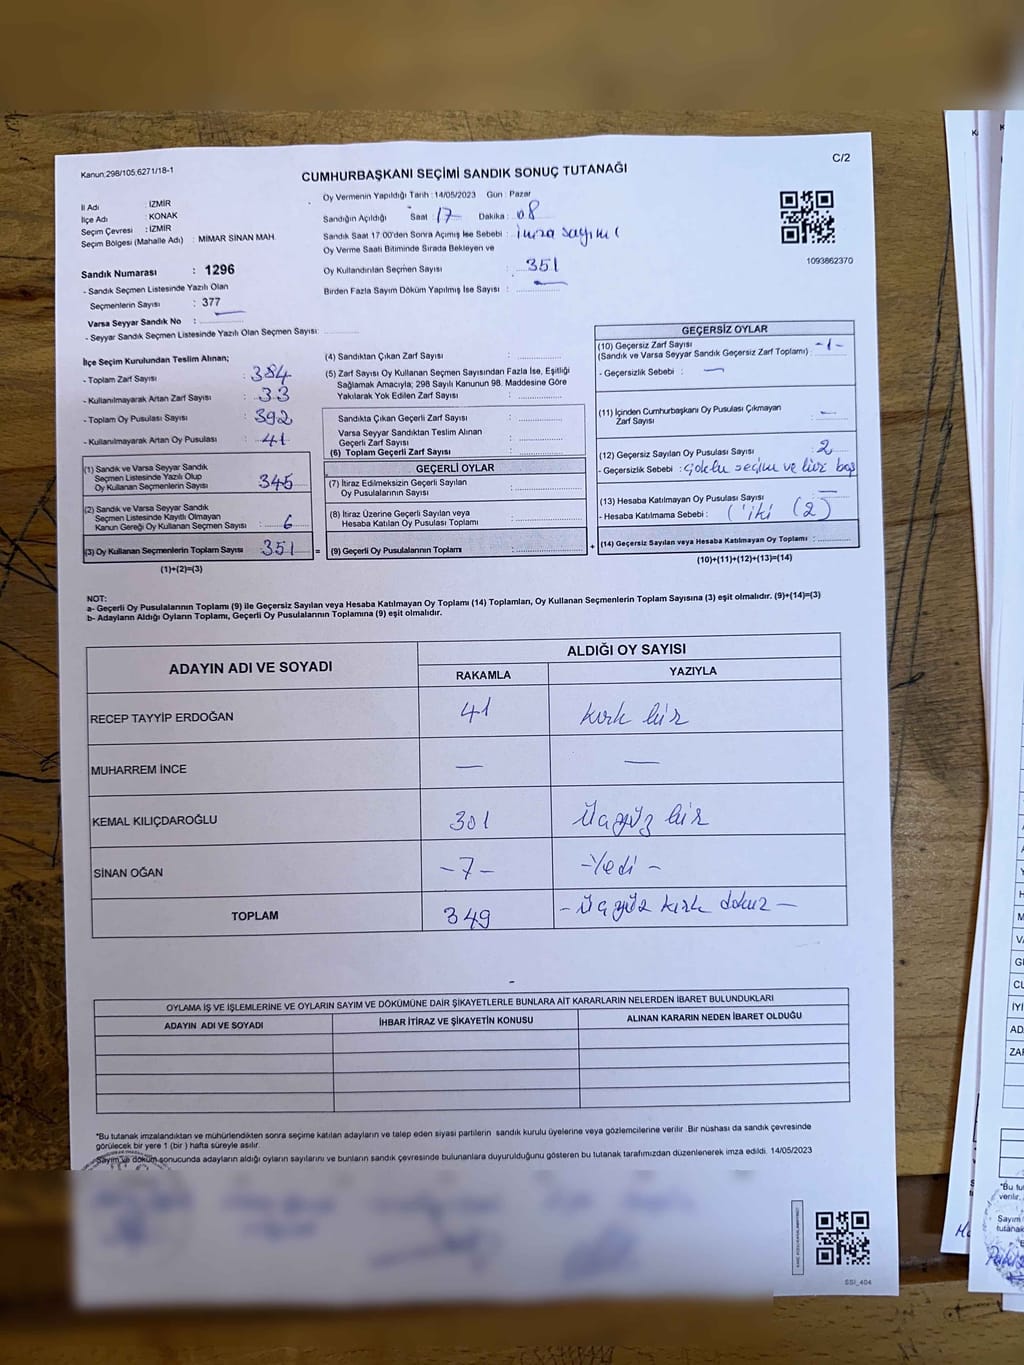 Kanun:298/105:6271/18-1
C/2
CUMHURBAŞKANI SEÇİMİ SANDIK SONUÇ TUTANAĞI
İl Adı : İZMİR
İlçe Adı : KONAK
Seçim Çevresi : İZMİR
Seçim Bölgesi (Mahalle Adı) : MİMAR SİNAN MAH.
Oy Vermenin Yapıldığı Tarih :14/05/2023 Gün : Pazar
Sandığın Açıldığı Saat : 17 Dakika : 08
Sandık Saat 17:00'den Sonra Açılmış İse Sebebi : imza sayımı
Oy Verme Saati Bitiminde Sırada Bekleyen ve
Oy Kullandırılan Seçmen Sayısı : 351
Birden Fazla Sayım Döküm Yapılmış İse Sayısı :
1093862370
Sandık Numarası : 1296
- Sandık Seçmen Listesinde Yazılı Olan
Seçmenlerin Sayısı : 377
Varsa Seyyar Sandık No :
- Seyyar Sandık Seçmen Listesinde Yazılı Olan Seçmen Sayısı:
İlçe Seçim Kurulundan Teslim Alınan;
- Toplam Zarf Sayısı : 384
- Kullanılmayarak Artan Zarf Sayısı : 33
- Toplam Oy Pusulası Sayısı : 392
- Kullanılmayarak Artan Oy Pusulası : 41
(1) Sandık ve Varsa Seyyar Sandık
Seçmen Listesinde Yazılı Olup
Oy Kullanan Seçmenlerin Sayısı : 345
(2) Sandık ve Varsa Seyyar Sandık
Seçmen Listesinde Kayıtlı Olmayan
Kanun Gereği Oy Kullanan Seçmen Sayısı : 6
(3) Oy Kullanan Seçmenlerin Toplam Sayısı : 351 =
(1)+(2)=(3)
(4) Sandıktan Çıkan Zarf Sayısı :
(5) Zarf Sayısı Oy Kullanan Seçmen Sayısından Fazla İse, Eşitliği
Sağlamak Amacıyla; 298 Sayılı Kanunun 98. Maddesine Göre
Yakılarak Yok Edilen Zarf Sayısı :
Sandıkta Çıkan Geçerli Zarf Sayısı :
Varsa Seyyar Sandıktan Teslim Alınan
Geçerli Zarf Sayısı :
(6) Toplam Geçerli Zarf Sayısı :
GEÇERLİ OYLAR
(7) İtiraz Edilmeksizin Geçerli Sayılan
Oy Pusulalarının Sayısı :
(8) İtiraz Üzerine Geçerli Sayılan veya
Hesaba Katılan Oy Pusulası Toplamı :
(9) Geçerli Oy Pusulalarının Toplamı : +
GEÇERSİZ OYLAR
(10) Geçersiz Zarf Sayısı : -1-
(Sandık ve Varsa Seyyar Sandık Geçersiz Zarf Toplamı)
- Geçersizlik Sebebi : —
(11) İçinden Cumhurbaşkanı Oy Pusulası Çıkmayan
Zarf Sayısı : —
(12) Geçersiz Sayılan Oy Pusulası Sayısı : 2
- Geçersizlik Sebebi : çoklu seçim ve boş
(13) Hesaba Katılmayan Oy Pusulası Sayısı : —
- Hesaba Katılmama Sebebi : iki (2)
(14) Geçersiz Sayılan veya Hesaba Katılmayan Oy Toplamı :
(10)+(11)+(12)+(13)=(14)
NOT:
a- Geçerli Oy Pusulalarının Toplamı (9) ile Geçersiz Sayılan veya Hesaba Katılmayan Oy Toplamı (14) Toplamları, Oy Kullanan Seçmenlerin Toplam Sayısına (3) eşit olmalıdır. (9)+(14)=(3)
b- Adayların Aldığı Oyların Toplamı, Geçerli Oy Pusulalarının Toplamına (9) eşit olmalıdır.
ADAYIN ADI VE SOYADI ALDIĞI OY SAYISI
RAKAMLA YAZIYLA
RECEP TAYYİP ERDOĞAN 41 kırk bir
MUHARREM İNCE — —
KEMAL KILIÇDAROĞLU 301 Üçyüz bir
SİNAN OĞAN -7- -Yedi -
TOPLAM 349 - Üçyüz kırk dokuz -
OYLAMA İŞ VE İŞLEMLERİNE VE OYLARIN SAYIM VE DÖKÜMÜNE DAİR ŞİKAYETLERLE BUNLARA AİT KARARLARIN NELERDEN İBARET BULUNDUKLARI
ADAYIN ADI VE SOYADI İHBAR İTİRAZ VE ŞİKAYETİN KONUSU ALINAN KARARIN NEDEN İBARET OLDUĞU
*Bu tutanak imzalandıktan ve mühürlendikten sonra seçime katılan adayların ve talep eden siyasi partilerin sandık kurulu üyelerine veya gözlemcilerine verilir .Bir nüshası da sandık çevresinde
görülecek bir yere 1 (bir ) hafta süreyle asılır.
Sayım ve döküm sonucunda adayların aldığı oyların sayılarını ve bunların sandık çevresinde bulunanlara duyurulduğunu gösteren bu tutanak tarafımızdan düzenlenerek imza edildi. 14/05/2023
SSI_404
*Bu tu
verilir.
Sayım
tutanak